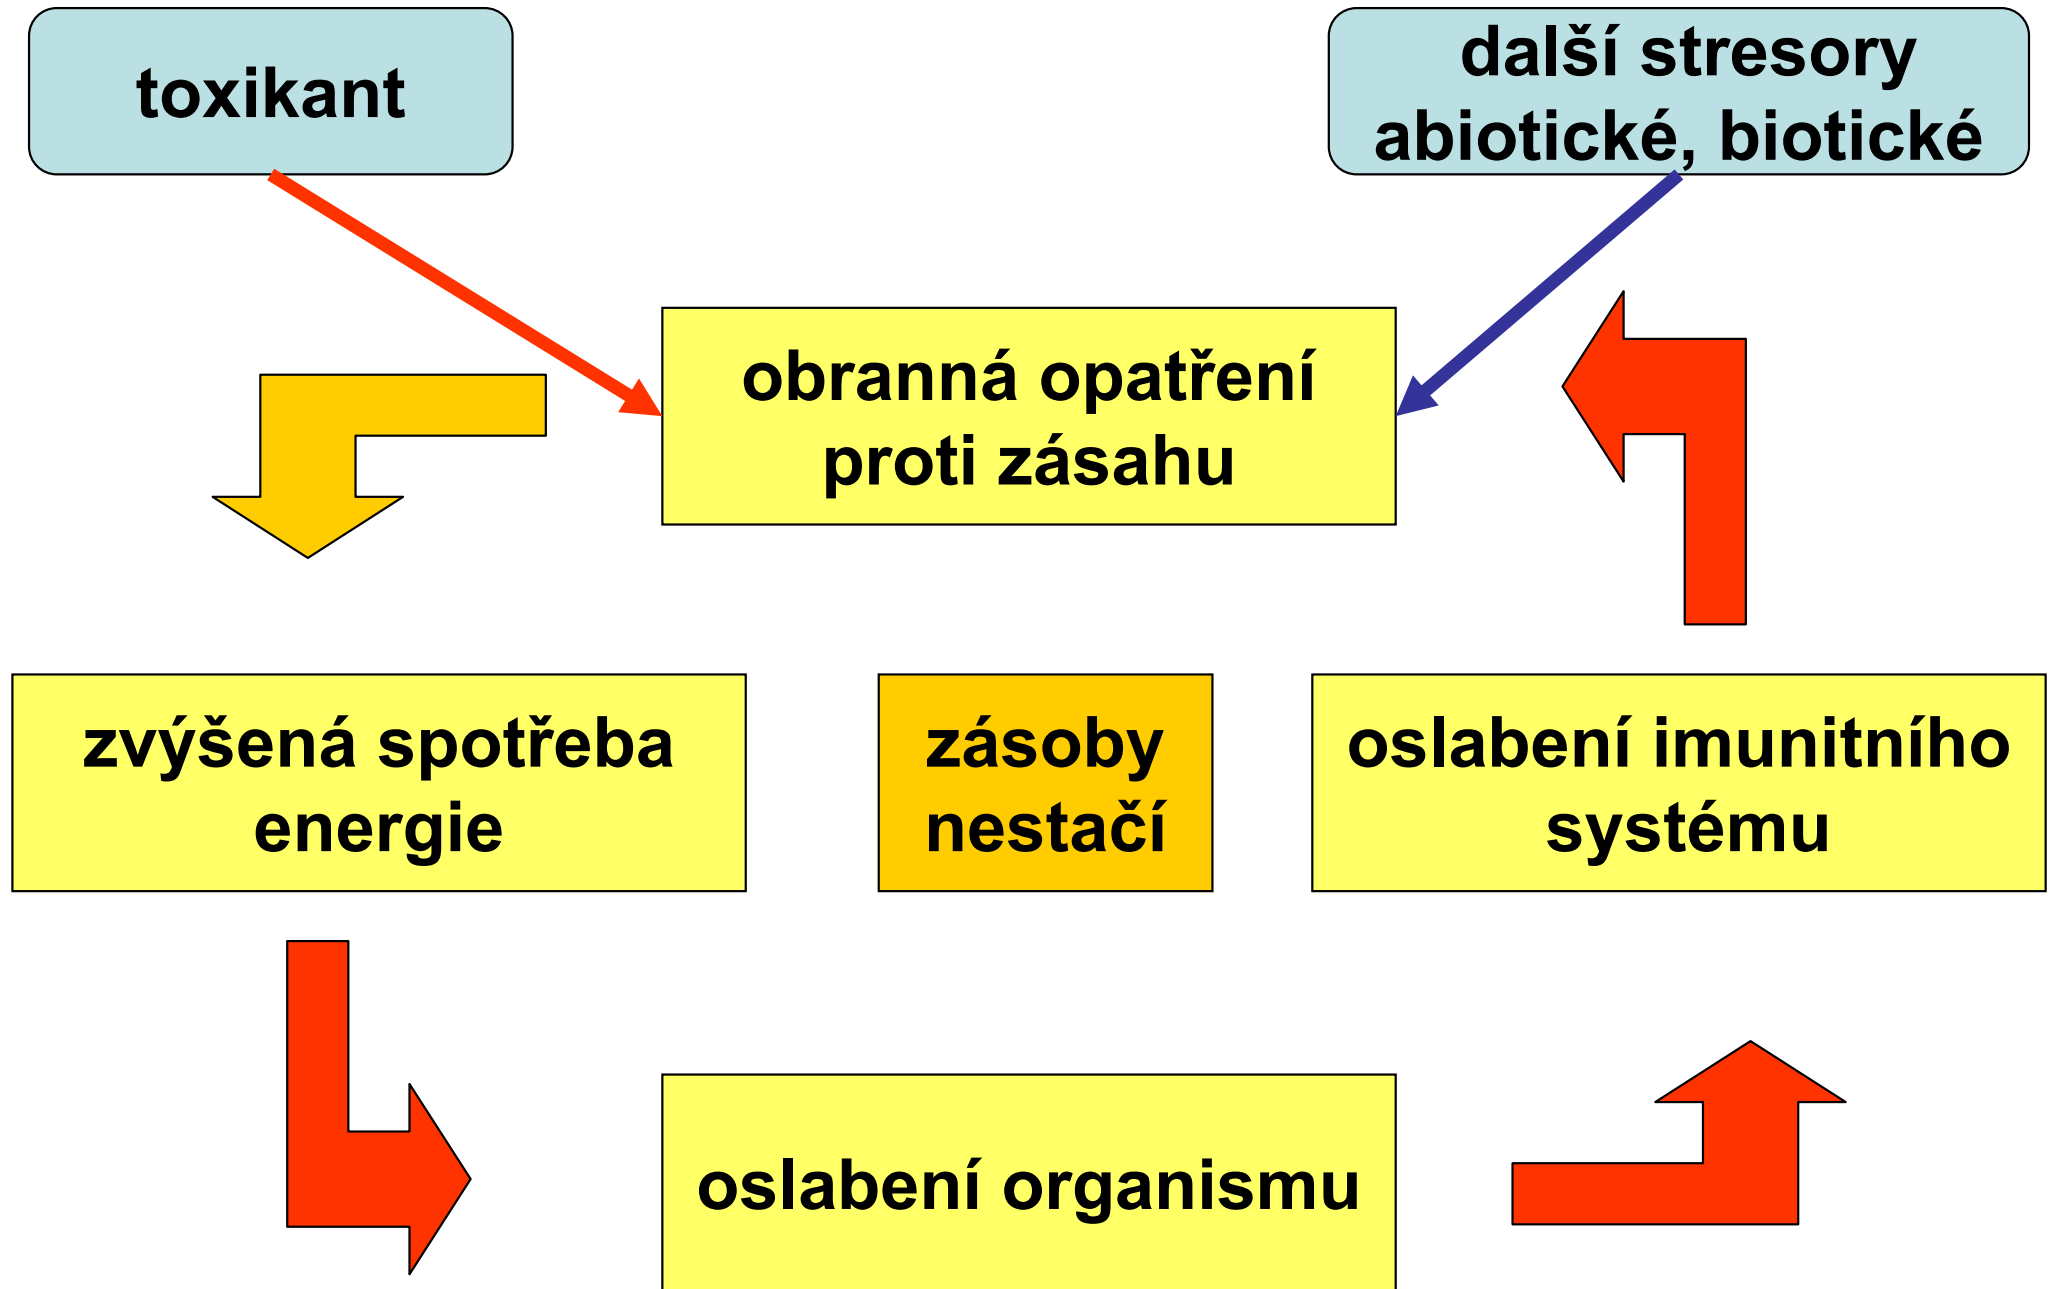 toxikant
další stresory
abiotické, biotické
obranná opatření
proti zásahu
zvýšená spotřeba
energie
zásoby
nestačí
oslabení imunitního
systému
oslabení organismu